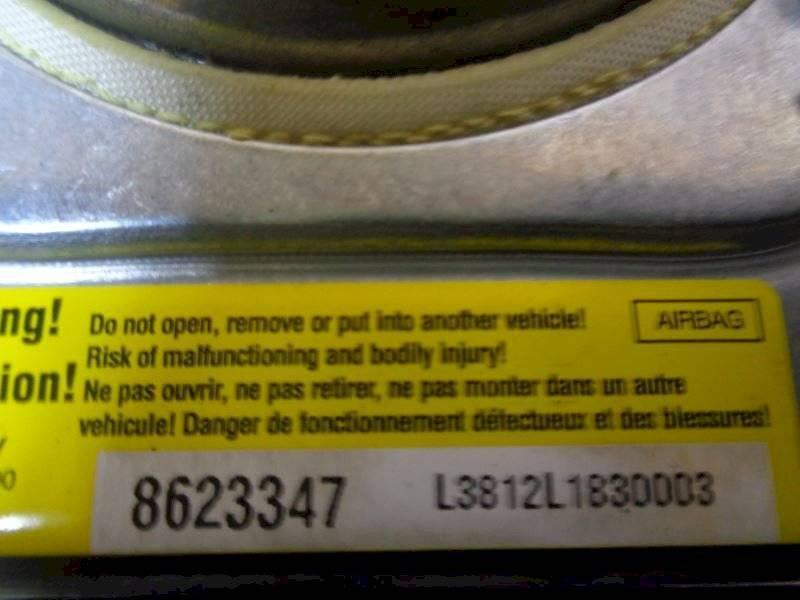 ng!
Do not open, remove or put into another vehicle!
AIRBAG
Risk of malfunctioning and bodily injury!
ion!
Ne pas ouvrir, ne pas retirer, ne pas monter dans un autre
vehicule! Danger de fonctionnement défectueux et des blessures!
8623347
L3812L1830003